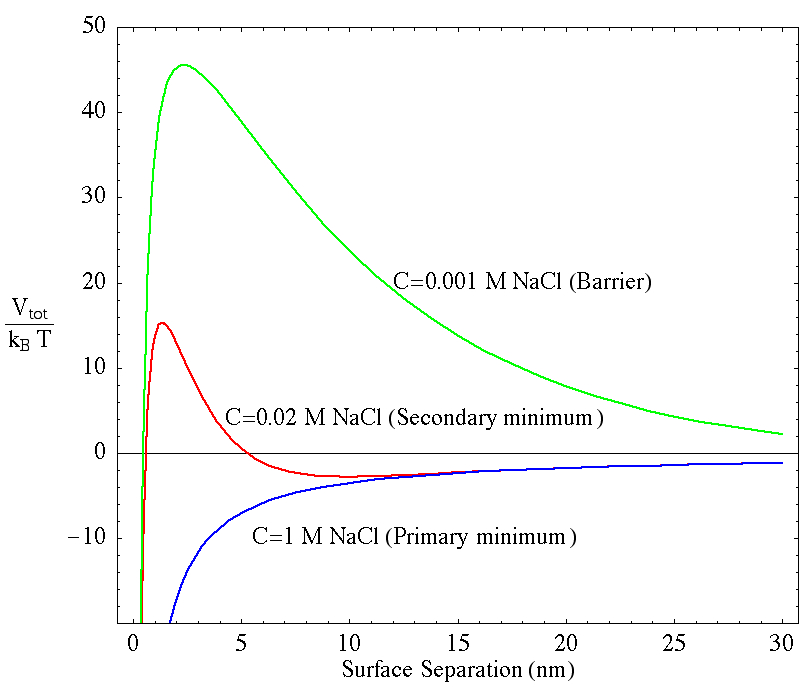 50
40
30
20
10
0
−10
V_tot
k_B T
C=0.001 M NaCl (Barrier)
C=0.02 M NaCl (Secondary minimum)
C=1 M NaCl (Primary minimum)
0 5 10 15 20 25 30
Surface Separation (nm)